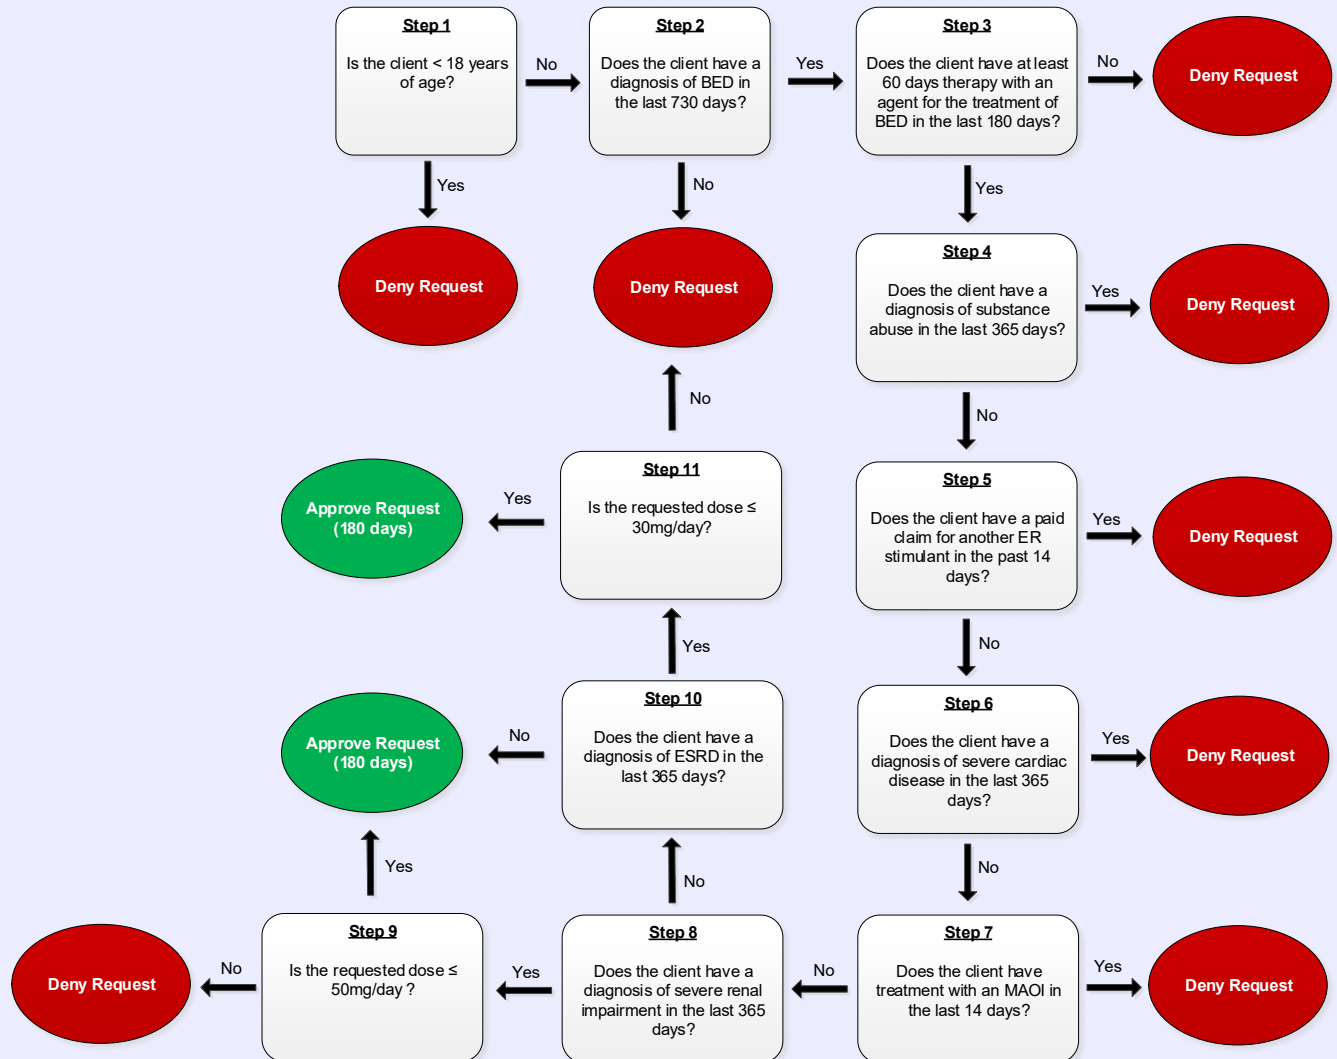 Step 1
Is the client < 18 years
of age?
No
Yes
Deny Request
Step 2
Does the client have a
diagnosis of BED in
the last 730 days?
Yes
No
Deny Request
Step 3
Does the client have at least
60 days therapy with an
agent for the treatment of
BED in the last 180 days?
No
Deny Request
Yes
Step 4
Does the client have a
diagnosis of substance
abuse in the last 365 days?
Yes
Deny Request
No
Step 5
Does the client have a paid
claim for another ER
stimulant in the past 14
days?
Yes
Deny Request
No
Step 6
Does the client have a
diagnosis of severe cardiac
disease in the last 365
days?
Yes
Deny Request
No
Step 7
Does the client have
treatment with an MAOI in
the last 14 days?
Yes
Deny Request
No
Step 8
Does the client have a
diagnosis of severe renal
impairment in the last 365
days?
Yes
No
Step 9
Is the requested dose ≤
50mg/day ?
No
Deny Request
Yes
Approve Request
(180 days)
Step 10
Does the client have a
diagnosis of ESRD in the
last 365 days?
No
Yes
Step 11
Is the requested dose ≤
30mg/day?
Yes
Approve Request
(180 days)
No